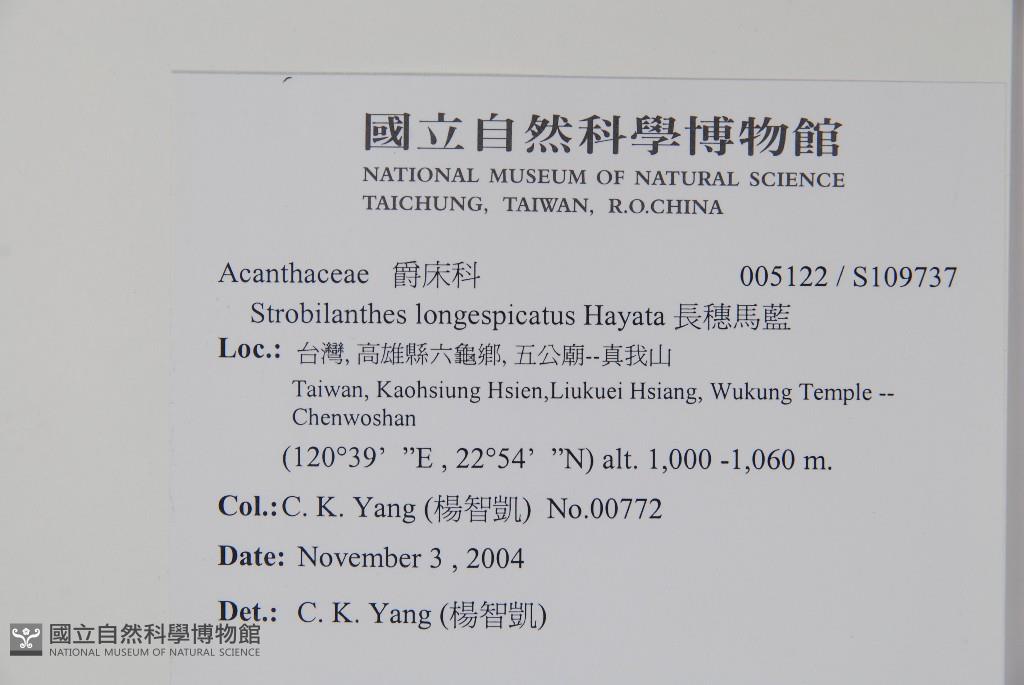 國立自然科學博物館
NATIONAL MUSEUM OF NATURAL SCIENCE
TAICHUNG, TAIWAN, R.O.CHINA
Acanthaceae 爵床科 005122 / S109737
Strobilanthes longespicatus Hayata 長穗馬藍
Loc.: 台灣, 高雄縣六龜鄉, 五公廟--真我山
Taiwan, Kaohsiung Hsien,Liukuei Hsiang, Wukung Temple --
Chenwoshan
(120°39’ ”E , 22°54’ ”N) alt. 1,000 -1,060 m.
Col.:C. K. Yang (楊智凱) No.00772
Date: November 3 , 2004
Det.: C. K. Yang (楊智凱)
國立自然科學博物館
NATIONAL MUSEUM OF NATURAL SCIENCE